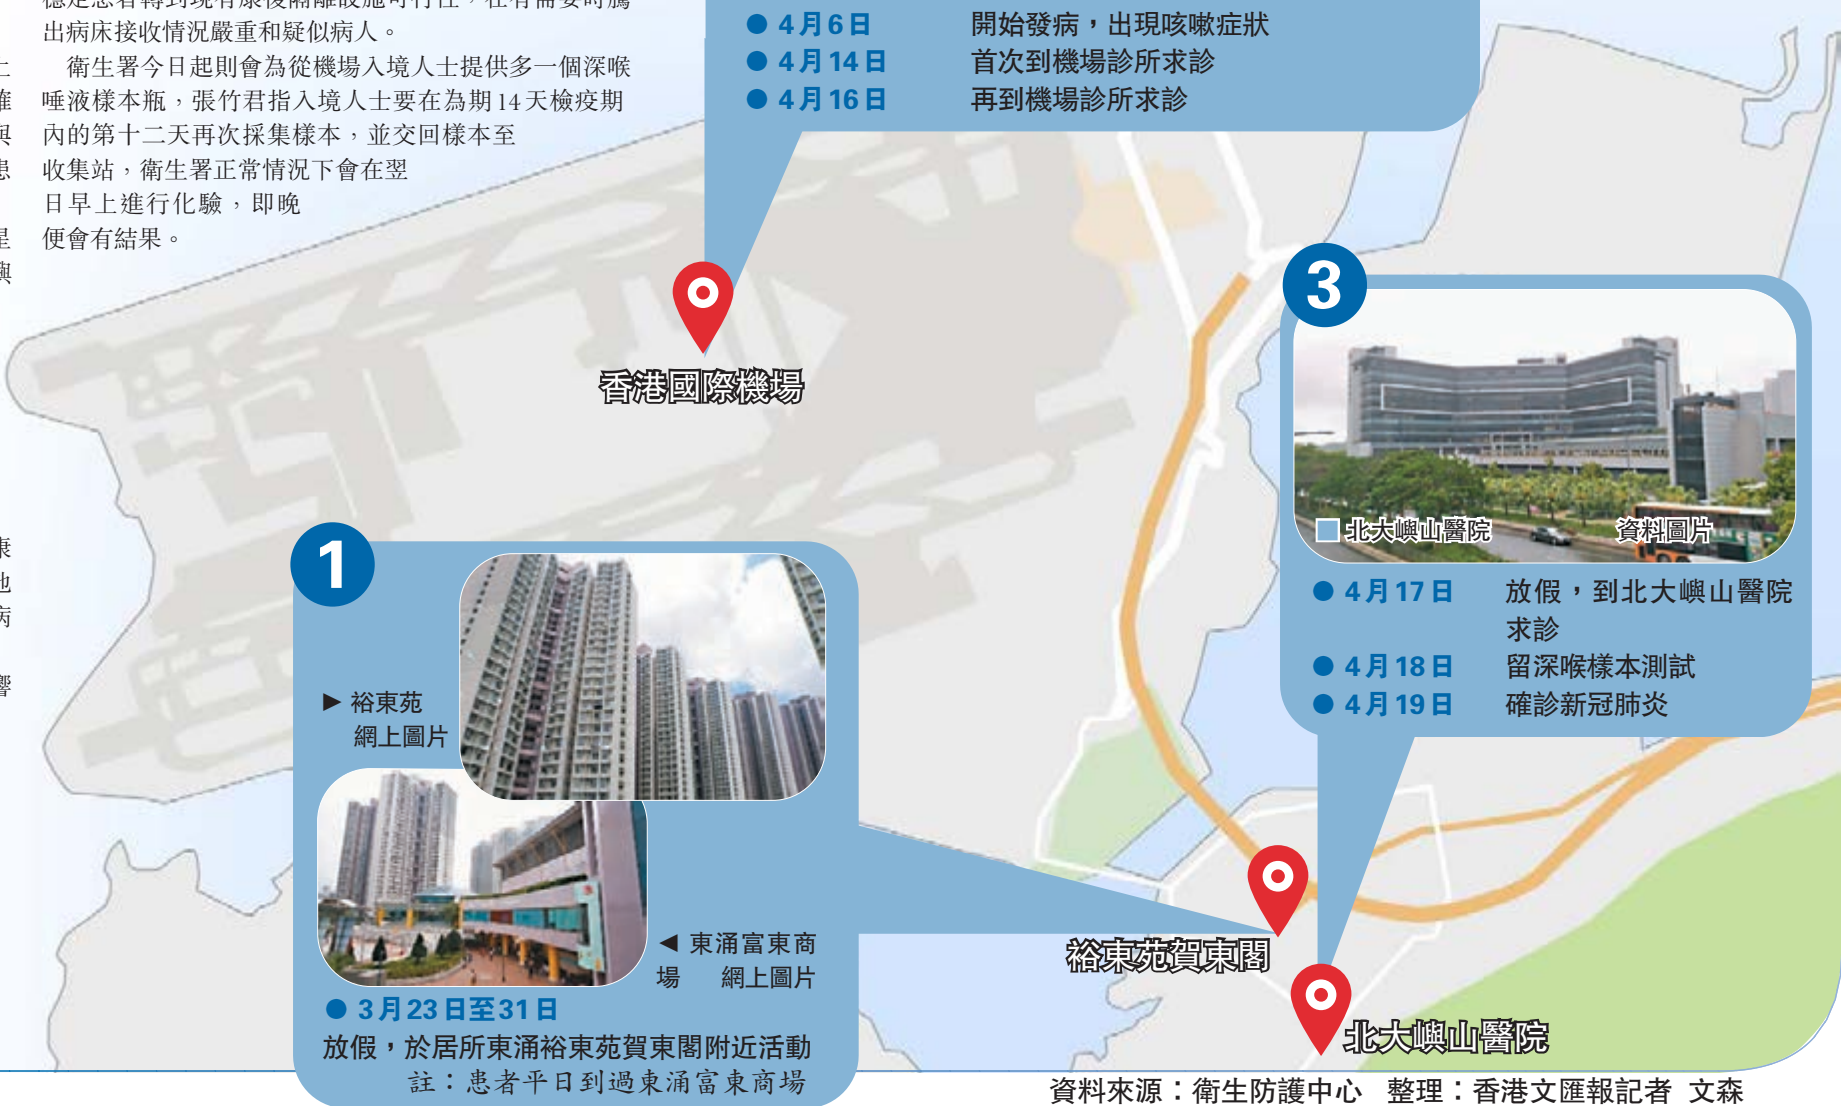 出病床接收情況嚴重和疑似病人。
衛生署今日起則會為從機場入境人士提供多一個深喉
唾液樣本瓶，張竹君指入境人士要在為期14天檢疫期
內的第十二天再次採集樣本，並交回樣本至
收集站，衛生署正常情況下會在翌
日早上進行化驗，即晚
便會有結果。
● 4月6日 開始發病，出現咳嗽症狀
● 4月14日 首次到機場診所求診
● 4月16日 再到機場診所求診
香港國際機場
3
北大嶼山醫院 資料圖片
● 4月17日 放假，到北大嶼山醫院
求診
● 4月18日 留深喉樣本測試
● 4月19日 確診新冠肺炎
1
▶ 裕東苑
網上圖片
◀ 東涌富東商
場 網上圖片
● 3月23日至31日
放假，於居所東涌裕東苑賀東閣附近活動
註：患者平日到過東涌富東商場
裕東苑賀東閣
北大嶼山醫院
資料來源：衛生防護中心 整理：香港文匯報記者 文森